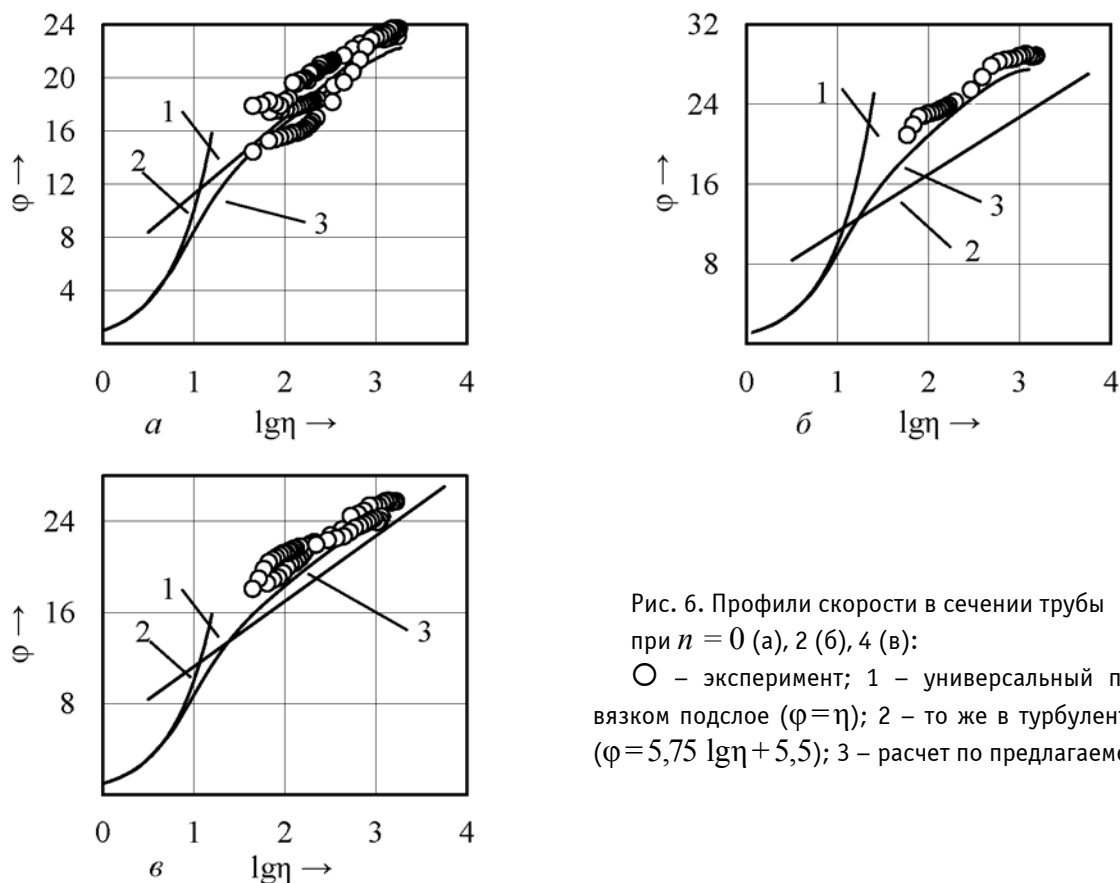 24
20
16
12
8
4
φ →
1
2
3
0 1 2 3 4
а lgη →
32
24
16
8
φ →
1
3
2
0 1 2 3 4
б lgη →
24
16
8
φ →
1
2
3
0 1 2 3 4
в lgη →
Рис. 6. Профили скорости в сечении трубы
при n = 0 (а), 2 (б), 4 (в):
○ – эксперимент; 1 – универсальный п
вязком подслое (φ=η); 2 – то же в турбулент
(φ=5,75 lgη+5,5); 3 – расчет по предлагаемо